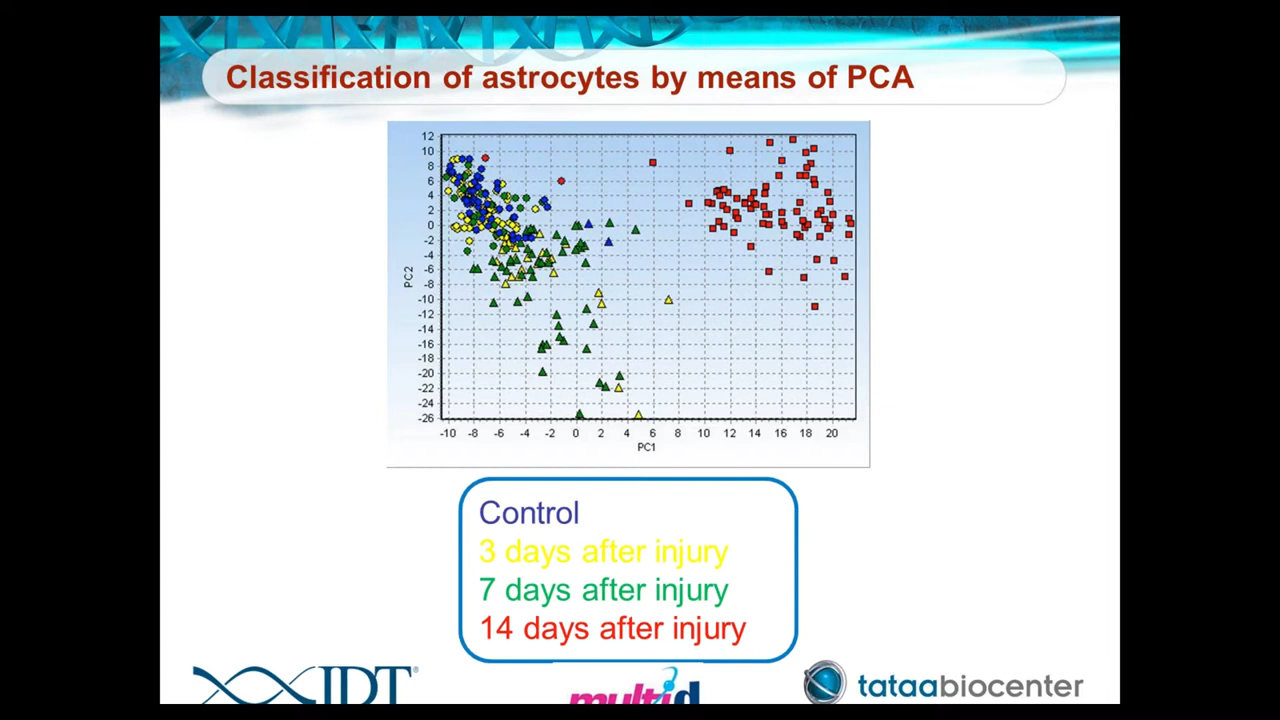 Classification of astrocytes by means of PCA
12
10
8
6
4
2
0
-2
-4
-6
-8
-10
-12
-14
-16
-18
-20
-22
-24
-26
PC2
-10 -8 -6 -4 -2 0 2 4 6 8 10 12 14 16 18 20
PC1
Control
3 days after injury
7 days after injury
14 days after injury
IDT®
multid
tataabiocenter